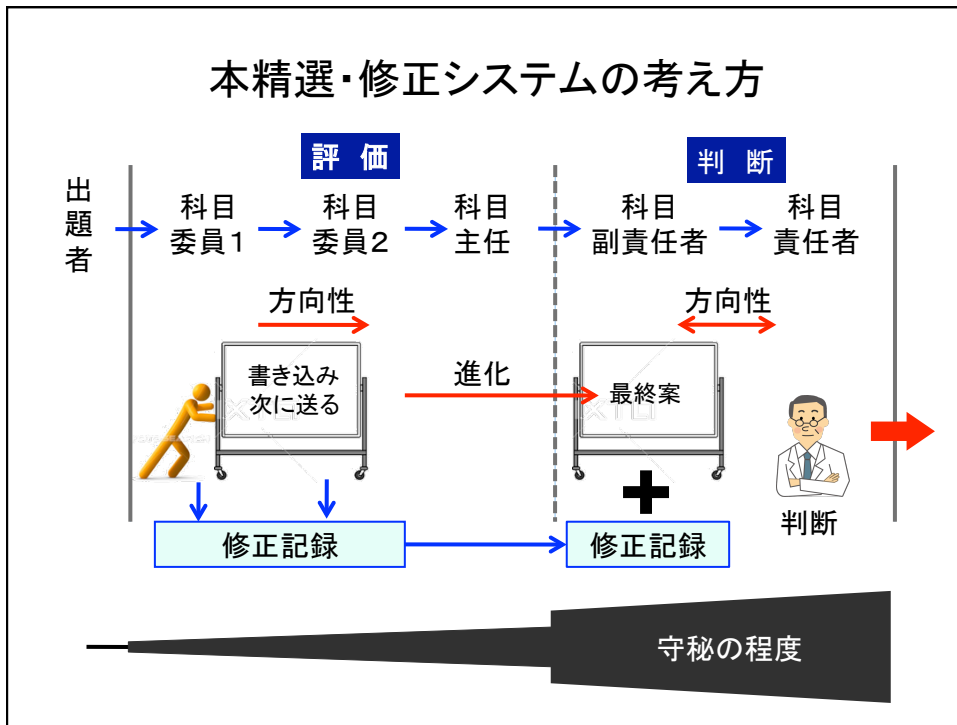 本精選・修正システムの考え方
評 価
判 断
出
題
者
科目
委員1
科目
委員2
科目
主任
科目
副責任者
科目
責任者
方向性
方向性
書き込み
次に送る
進化
最終案
判断
修正記録
修正記録
守秘の程度